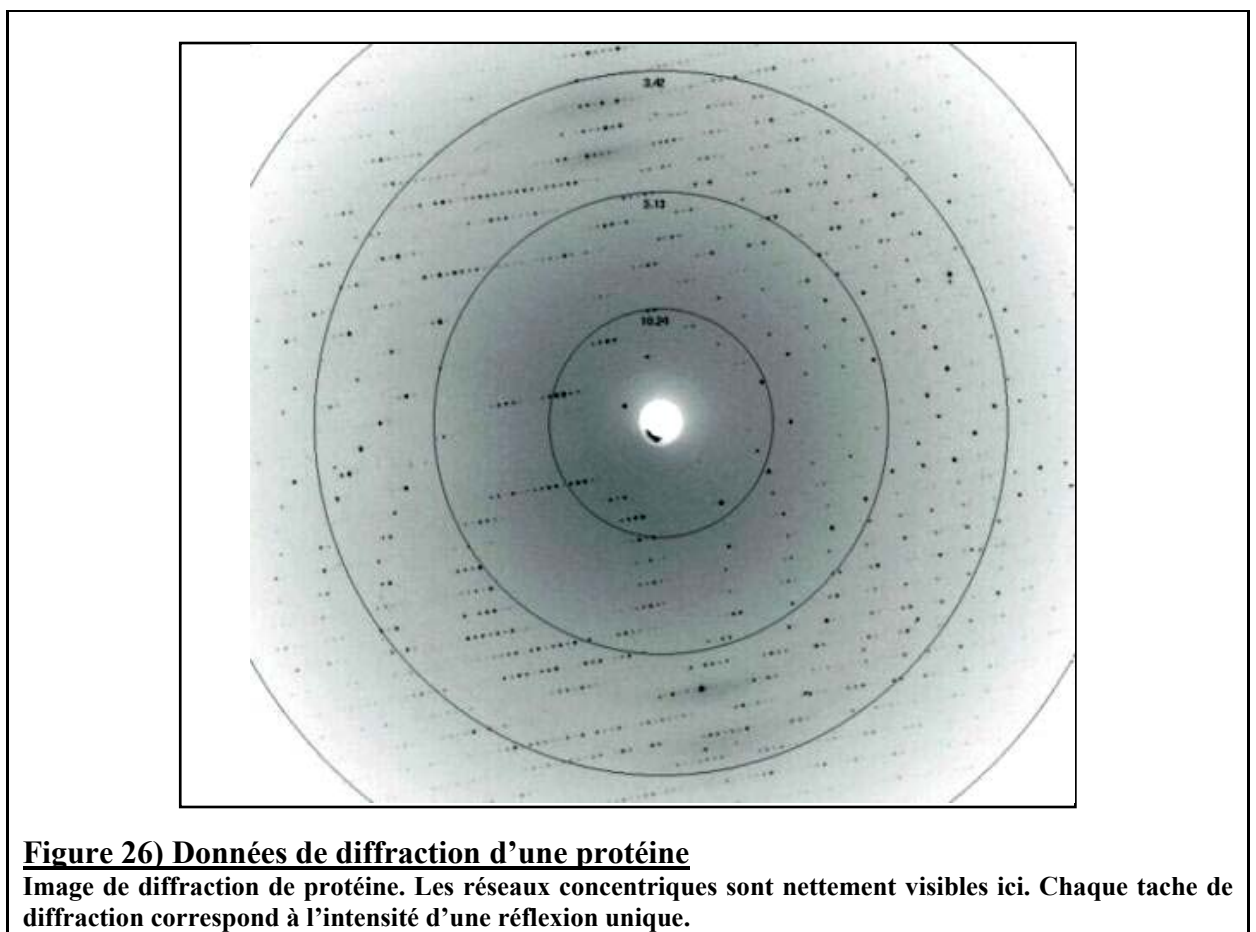 3.42
5.13
10.24
Figure 26) Données de diffraction d’une protéine
Image de diffraction de protéine. Les réseaux concentriques sont nettement visibles ici. Chaque tache de
diffraction correspond à l’intensité d’une réflexion unique.